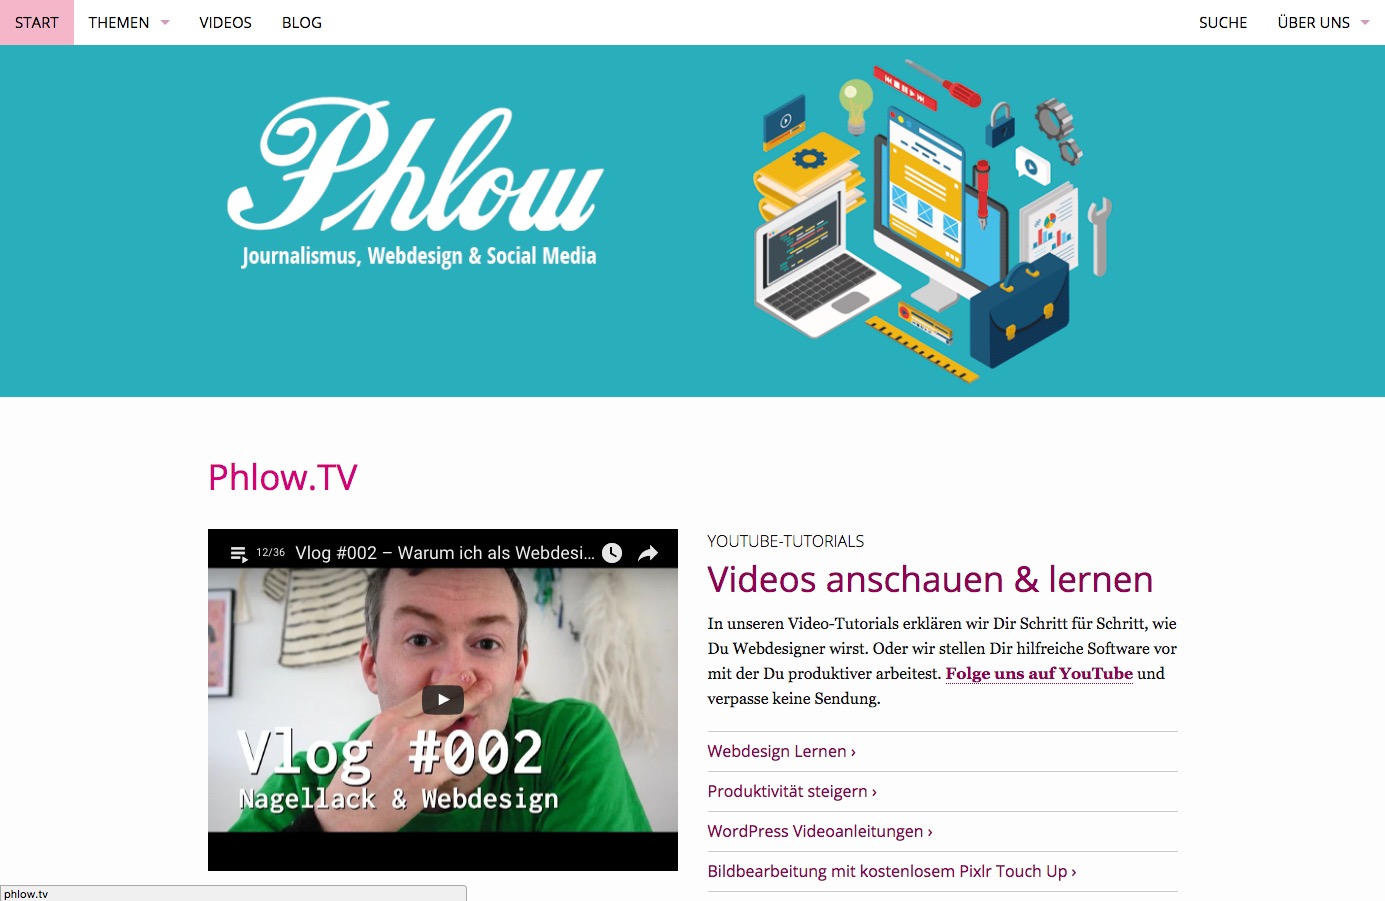 START THEMEN VIDEOS BLOG SUCHE ÜBER UNS
Phlow
Journalismus, Webdesign & Social Media
Phlow.TV
12/36 Vlog #002 – Warum ich als Webdesi...
Vlog #002
Nagellack & Webdesign
YOUTUBE-TUTORIALS
Videos anschauen & lernen
In unseren Video-Tutorials erklären wir Dir Schritt für Schritt, wie
Du Webdesigner wirst. Oder wir stellen Dir hilfreiche Software vor
mit der Du produktiver arbeitest. Folge uns auf YouTube und
verpasse keine Sendung.
Webdesign Lernen ›
Produktivität steigern ›
WordPress Videoanleitungen ›
Bildbearbeitung mit kostenlosem Pixlr Touch Up ›
phlow.tv